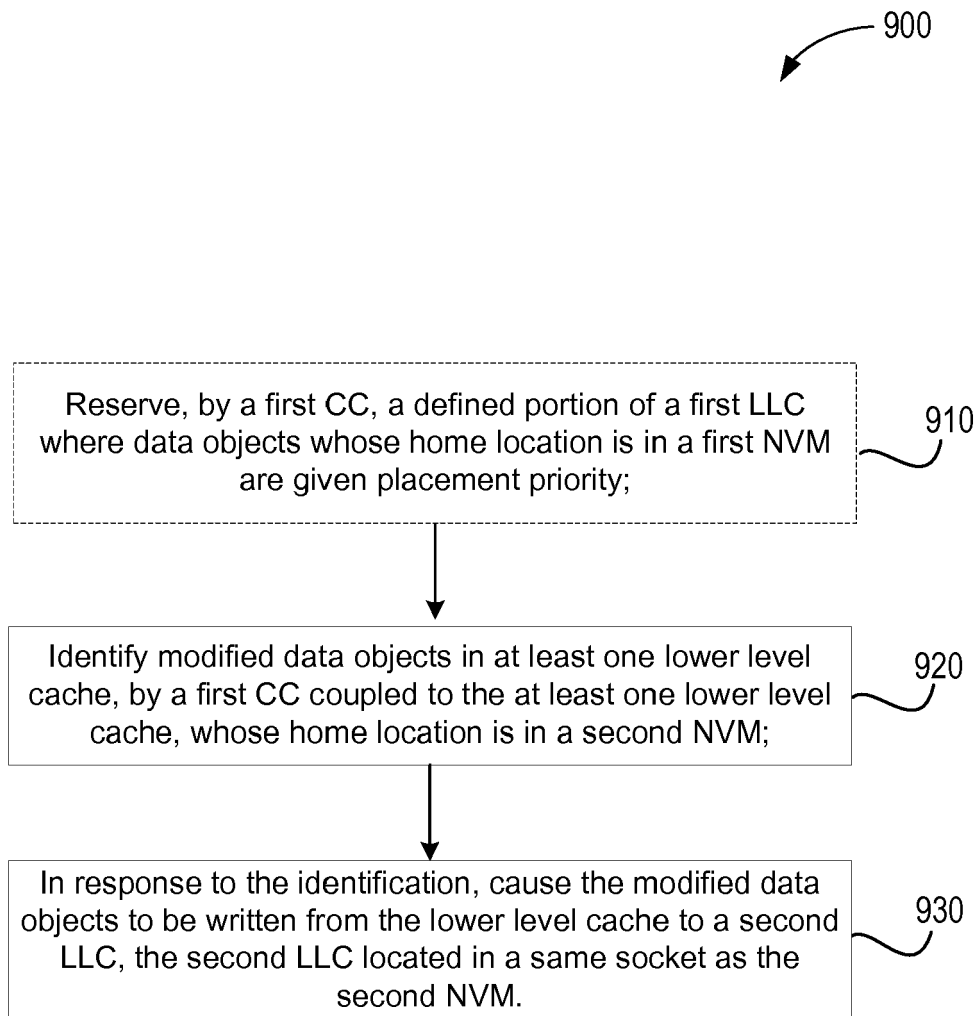 900
Reserve, by a first CC, a defined portion of a first LLC
where data objects whose home location is in a first NVM
are given placement priority;
910
Identify modified data objects in at least one lower level
cache, by a first CC coupled to the at least one lower level
cache, whose home location is in a second NVM;
920
In response to the identification, cause the modified data
objects to be written from the lower level cache to a second
LLC, the second LLC located in a same socket as the
second NVM.
930